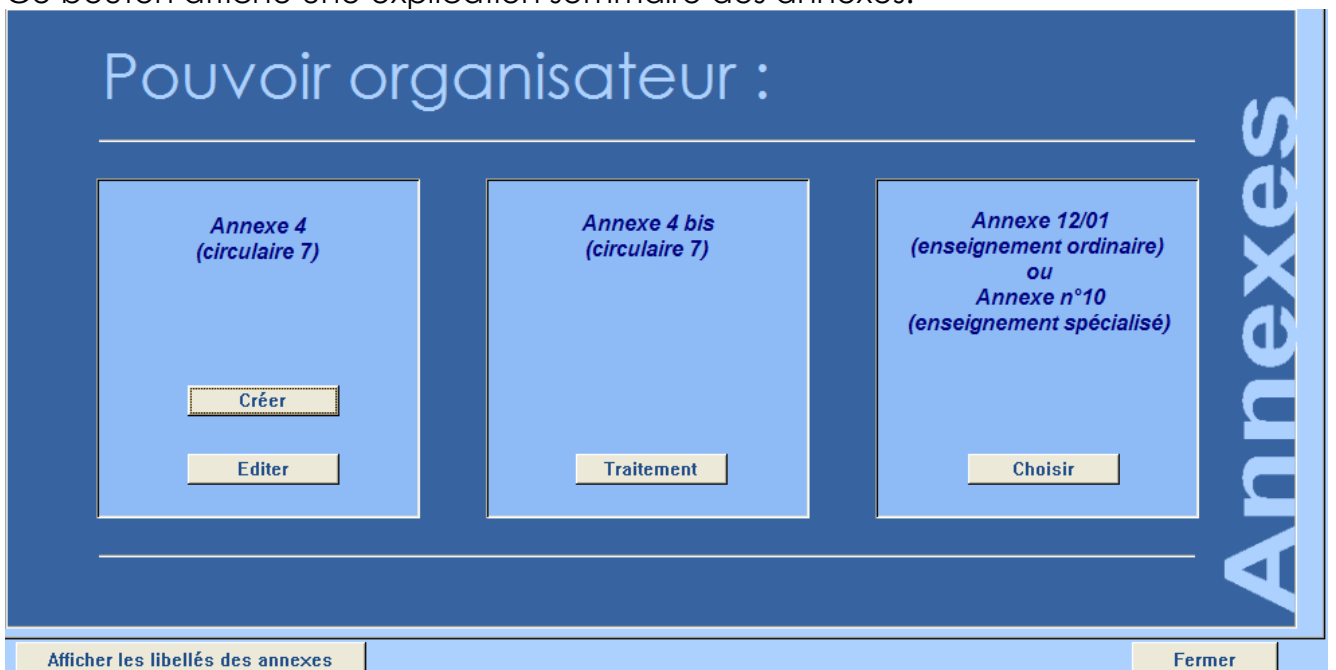 Ce bouton affiche une explication sommaire des annexes.
Pouvoir organisateur :
Annexes
Annexe 4
(circulaire 7)
Créer
Editer
Annexe 4 bis
(circulaire 7)
Traitement
Annexe 12/01
(enseignement ordinaire)
ou
Annexe n°10
(enseignement spécialisé)
Choisir
Afficher les libellés des annexes
Fermer